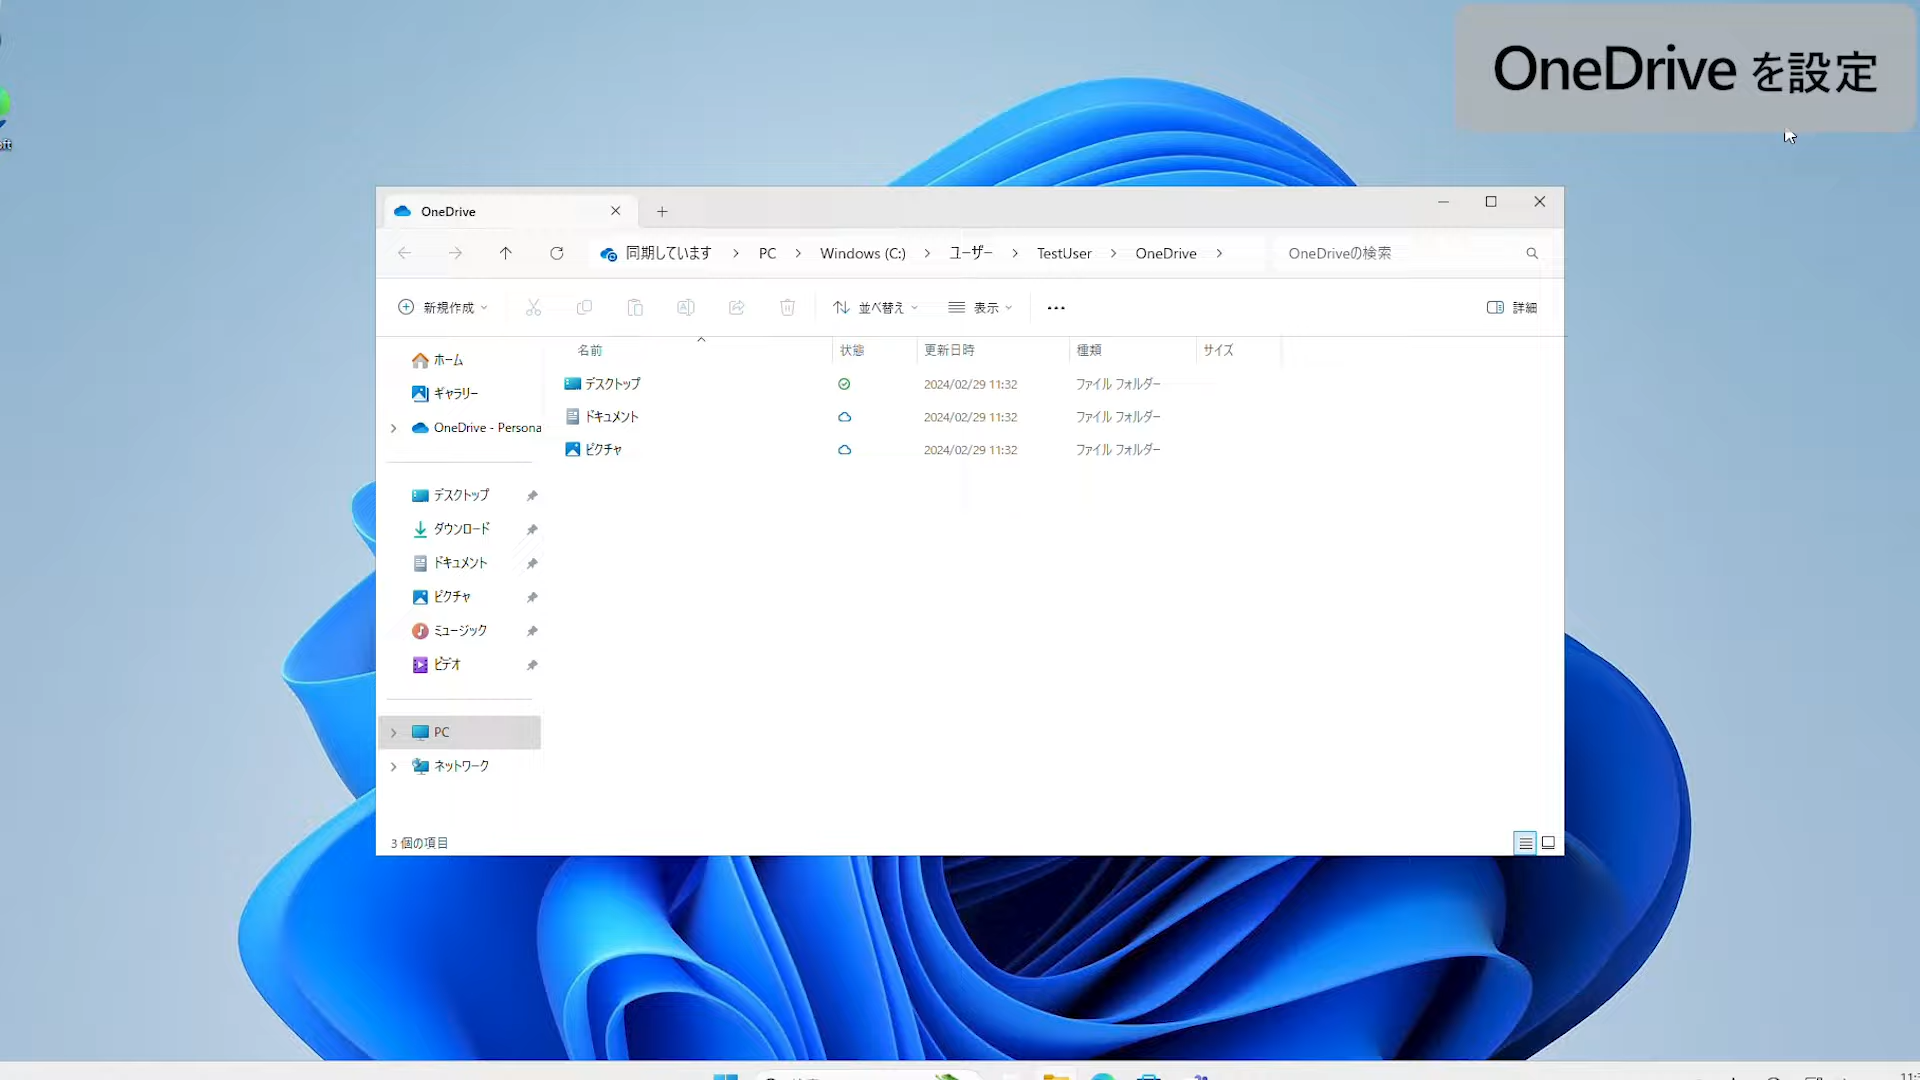 OneDrive を設定
OneDrive
同期しています > PC > Windows (C:) > ユーザー > TestUser > OneDrive >
OneDriveの検索
新規作成
並べ替え
表示
詳細
名前 状態 更新日時 種類 サイズ
デスクトップ 2024/02/29 11:32 ファイル フォルダー
ドキュメント 2024/02/29 11:32 ファイル フォルダー
ピクチャ 2024/02/29 11:32 ファイル フォルダー
ホーム
ギャラリー
OneDrive - Persona
デスクトップ
ダウンロード
ドキュメント
ピクチャ
ミュージック
ビデオ
PC
ネットワーク
3 個の項目